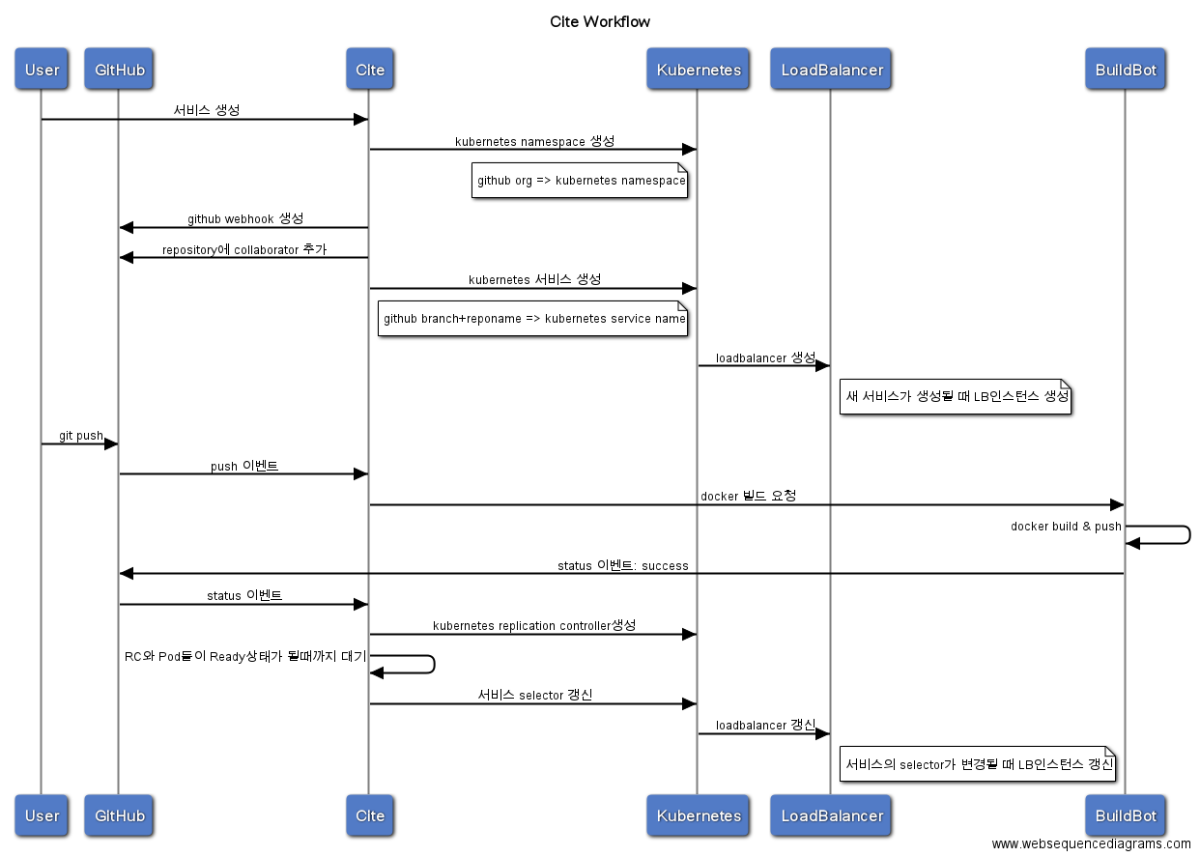 Cite Workflow
User
GitHub
Cite
Kubernetes
LoadBalancer
BuildBot
서비스 생성
kubernetes namespace 생성
github org => kubernetes namespace
github webhook 생성
repository에 collaborator 추가
kubernetes 서비스 생성
github branch+reponame => kubernetes service name
loadbalancer 생성
새 서비스가 생성될 때 LB인스턴스 생성
git push
push 이벤트
docker 빌드 요청
docker build & push
status 이벤트: success
status 이벤트
kubernetes replication controller생성
RC와 Pod들이 Ready상태가 될때까지 대기
서비스 selector 갱신
loadbalancer 갱신
서비스의 selector가 변경될 때 LB인스턴스 갱신
User
GitHub
Cite
Kubernetes
LoadBalancer
BuildBot
www.websequencediagrams.com